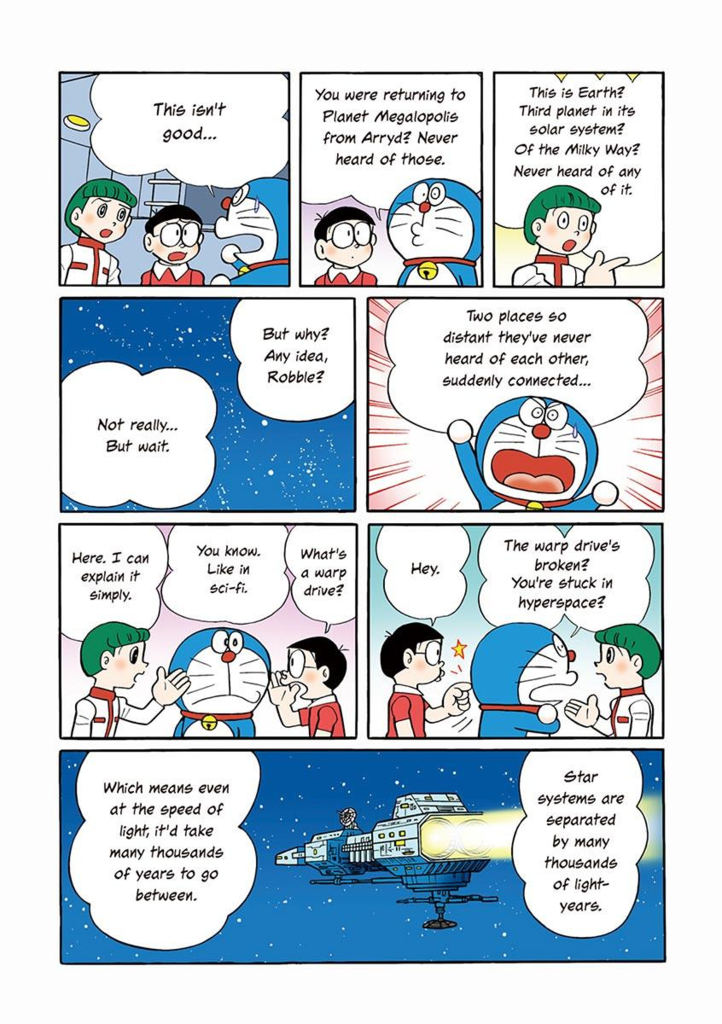 This is Earth?
Third planet in its
solar system?
Of the Milky Way?
Never heard of any
of it.
You were returning to
Planet Megalopolis
from Arryd? Never
heard of those.
This isn't
good...
Two places so
distant they've never
heard of each other,
suddenly connected...
But why?
Any idea,
Robble?
Not really...
But wait.
The warp drive's
broken?
You're stuck in
hyperspace?
Hey.
What's
a warp
drive?
You know.
Like in
sci-fi.
Here. I can
explain it
simply.
Star
systems are
separated
by many
thousands
of light-
years.
Which means even
at the speed of
light, it'd take
many thousands
of years to go
between.